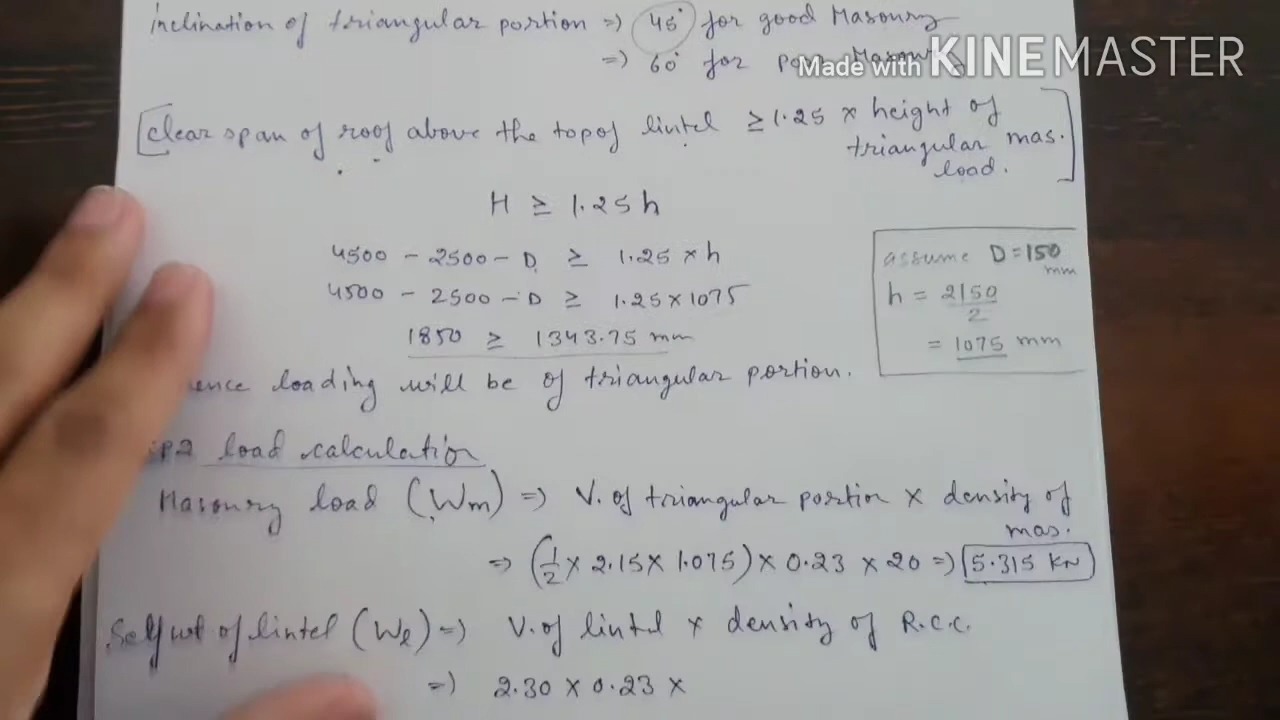 inclination of triangular portion => 45° for good Masonry
=> 60° for poor Masonry
Made with KINEMASTER
[clear span of roof above the top of lintel ≥ 1.25 x height of
triangular mas.
load.]
H ≥ 1.25h
4500 - 2500 - D ≥ 1.25 x h
4500 - 2500 - D ≥ 1.25 x 1075
1850 ≥ 1343.75 mm
assume D = 150
mm
h = 2150
2
= 1075 mm
hence loading will be of triangular portion.
load calculation
Masonry load (Wm) => V. of triangular portion x density of
mas.
=> (1/2 x 2.15 x 1.075) x 0.23 x 20 => 5.315 KN
Self wt of lintel (Wl) => V. of lintel x density of R.C.C.
=> 2.30 x 0.23 x